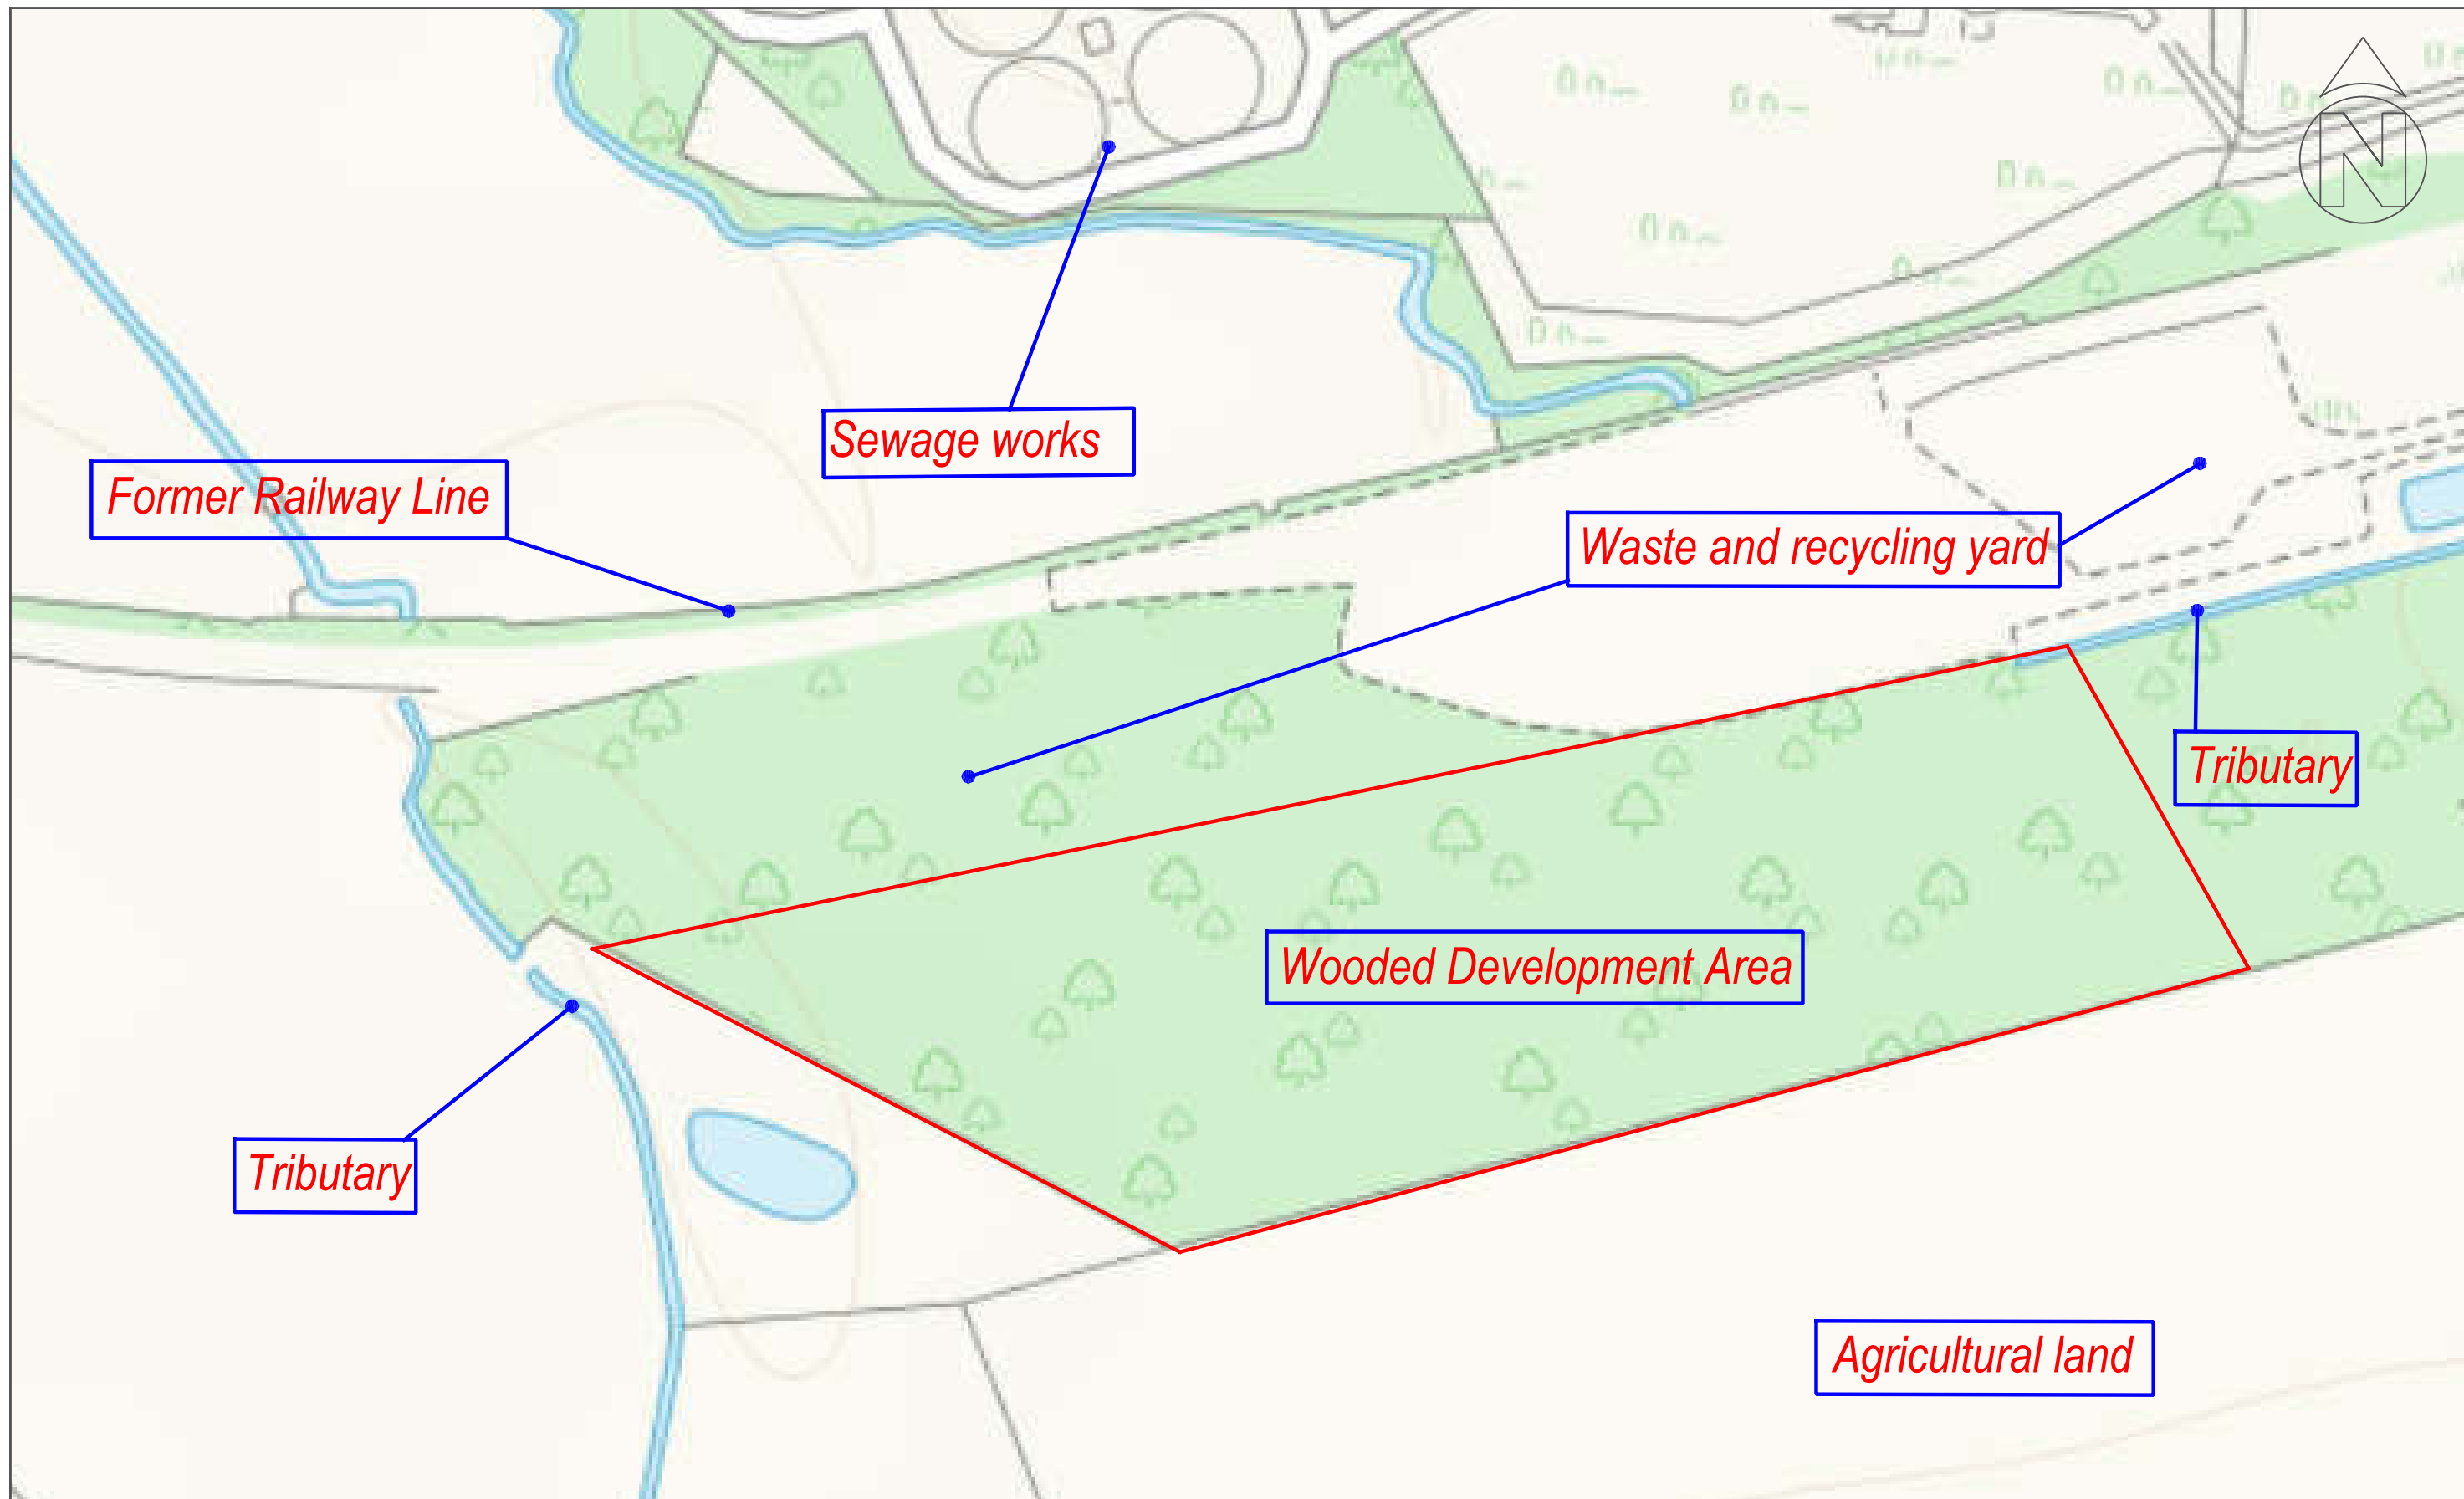 N
Sewage works
Former Railway Line
Waste and recycling yard
Tributary
Wooded Development Area
Tributary
Agricultural land